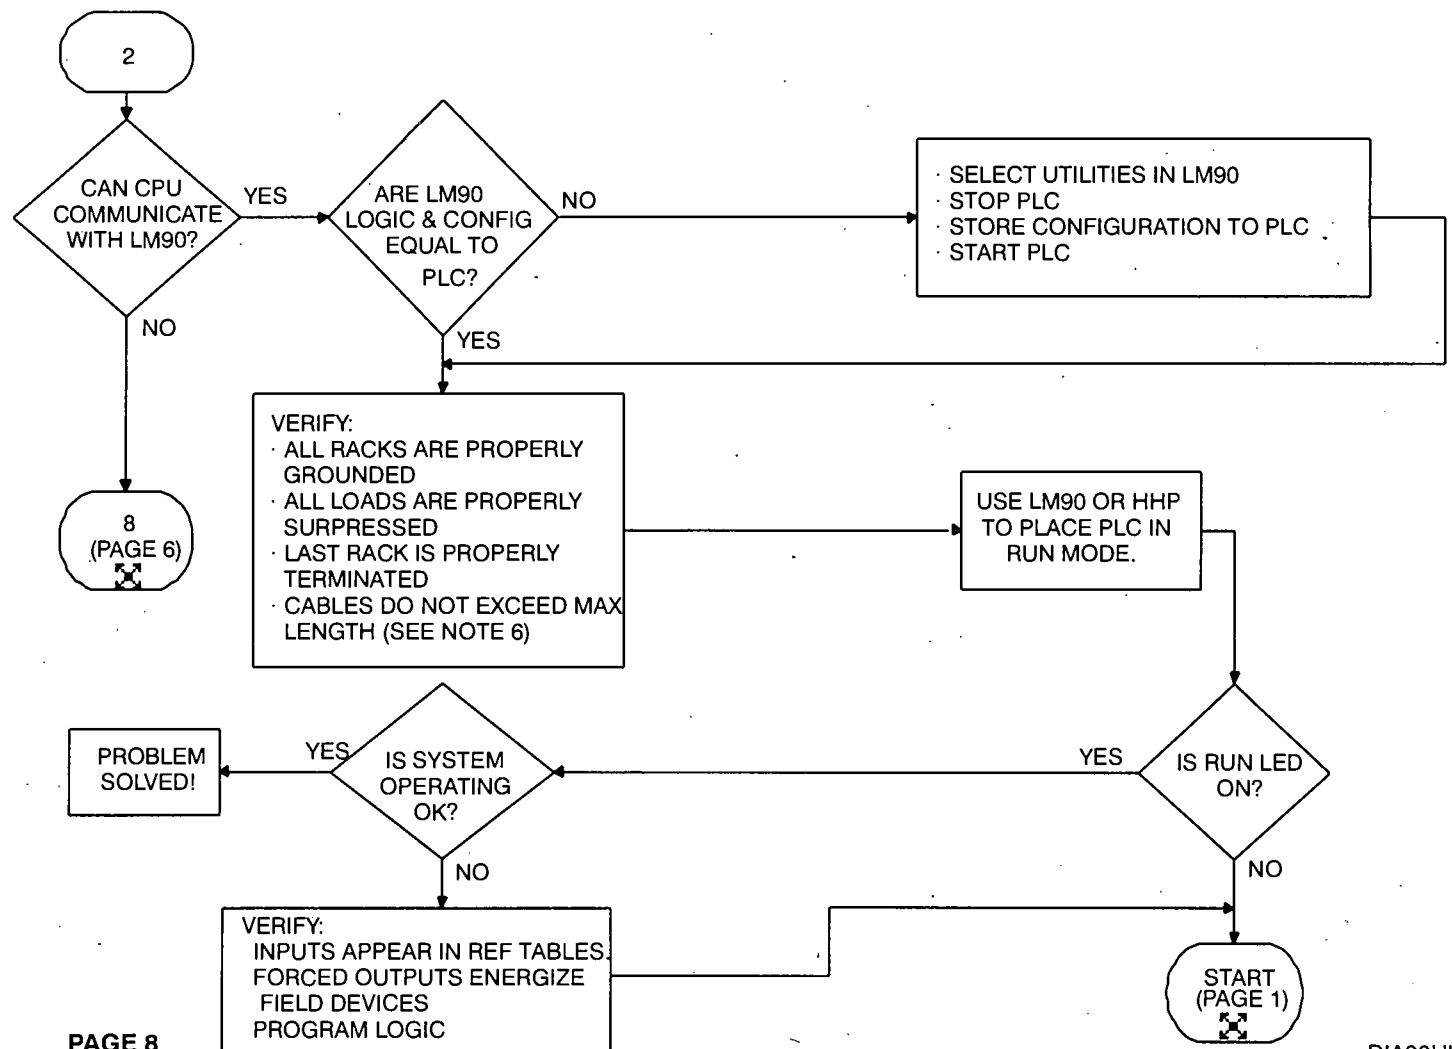 2
CAN CPU
COMMUNICATE
WITH LM90?
YES
NO
8
(PAGE 6)
ARE LM90
LOGIC & CONFIG
EQUAL TO
PLC?
NO
YES
· SELECT UTILITIES IN LM90
· STOP PLC
· STORE CONFIGURATION TO PLC
· START PLC
VERIFY:
· ALL RACKS ARE PROPERLY
GROUNDED
· ALL LOADS ARE PROPERLY
SURPRESSED
· LAST RACK IS PROPERLY
TERMINATED
· CABLES DO NOT EXCEED MAX
LENGTH (SEE NOTE 6)
USE LM90 OR HHP
TO PLACE PLC IN
RUN MODE.
IS RUN LED
ON?
YES
NO
IS SYSTEM
OPERATING
OK?
YES
NO
PROBLEM
SOLVED!
VERIFY:
INPUTS APPEAR IN REF TABLES.
FORCED OUTPUTS ENERGIZE
FIELD DEVICES
PROGRAM LOGIC
START
(PAGE 1)
PAGE 8